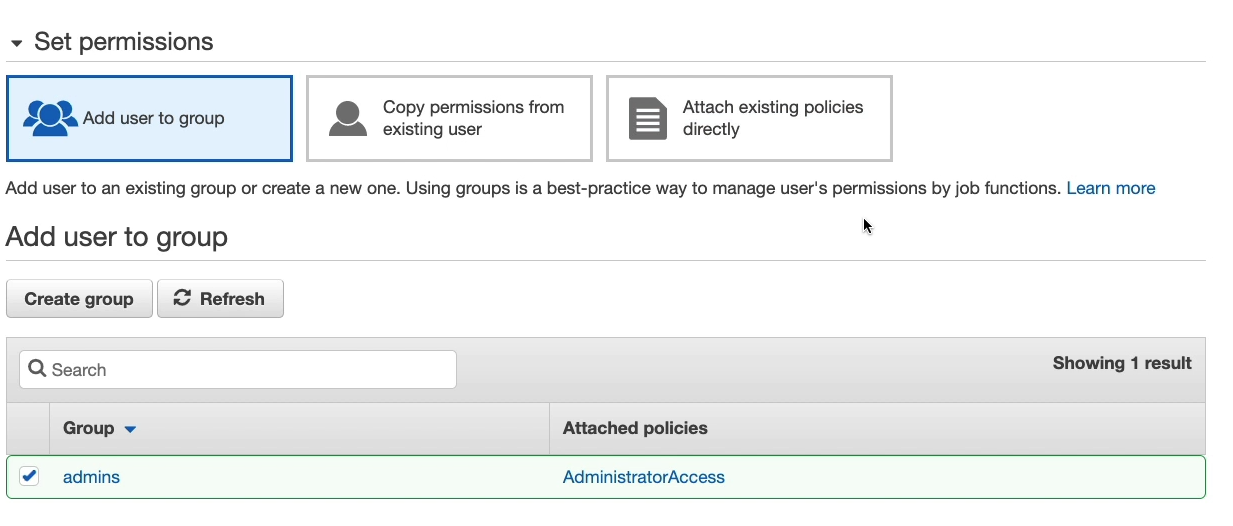 Set permissions
Add user to group
Copy permissions from
existing user
Attach existing policies
directly
Add user to an existing group or create a new one. Using groups is a best-practice way to manage user's permissions by job functions. Learn more
Add user to group
Create group
Refresh
Search
Showing 1 result
Group
Attached policies
admins
AdministratorAccess